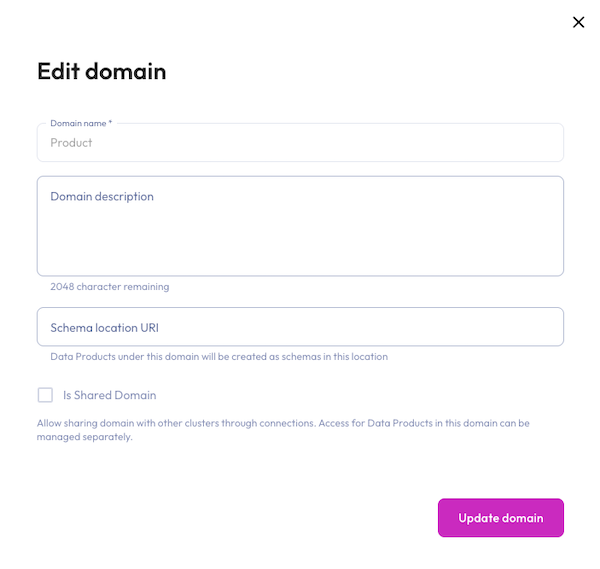 Edit domain
Domain name *
Product
Domain description
2048 character remaining
Schema location URI
Data Products under this domain will be created as schemas in this location
Is Shared Domain
Allow sharing domain with other clusters through connections. Access for Data Products in this domain can be
managed separately.
Update domain